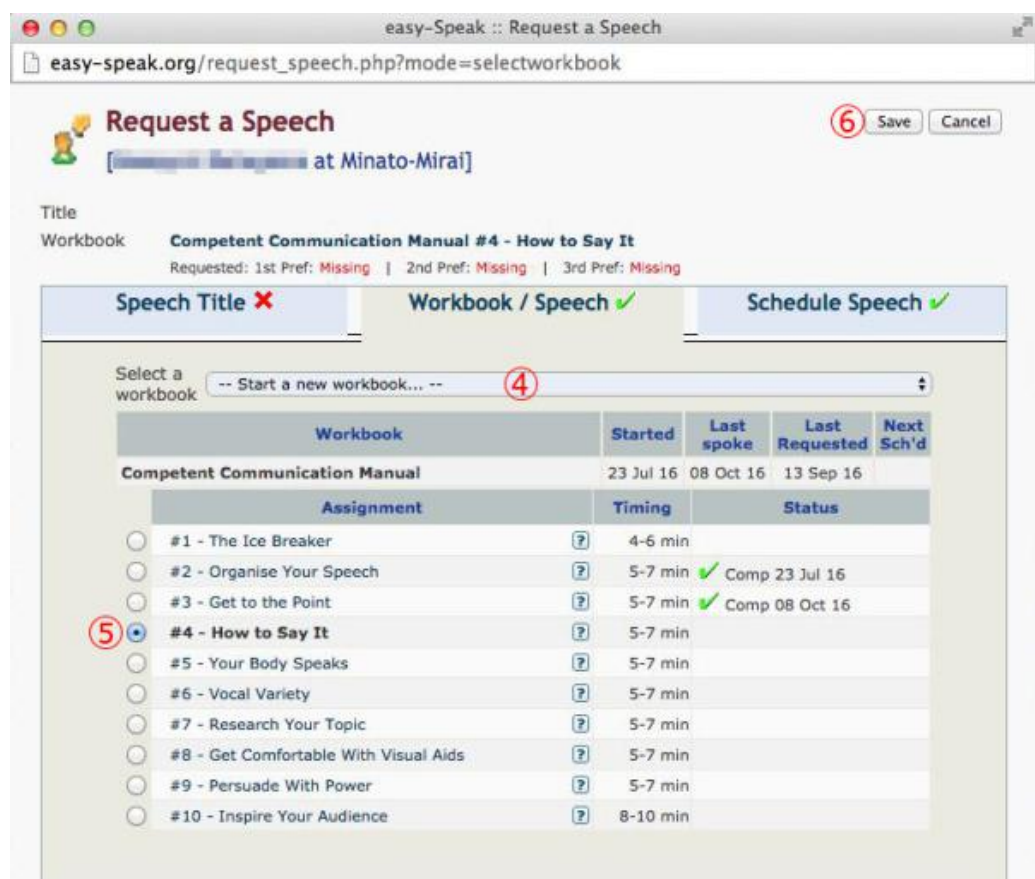 easy-Speak :: Request a Speech
easy-speak.org/request_speech.php?mode=selectworkbook
Request a Speech
⑥ Save Cancel
[ at Minato-Mirai]
Title
Workbook Competent Communication Manual #4 - How to Say It
Requested: 1st Pref: Missing | 2nd Pref: Missing | 3rd Pref: Missing
Speech Title ✗ Workbook / Speech ✓ Schedule Speech ✓
Select a workbook -- Start a new workbook... -- ④
Workbook Started Last spoke Last Requested Next Sch'd
Competent Communication Manual 23 Jul 16 08 Oct 16 13 Sep 16
Assignment Timing Status
#1 - The Ice Breaker ? 4-6 min
#2 - Organise Your Speech ? 5-7 min ✓ Comp 23 Jul 16
#3 - Get to the Point ? 5-7 min ✓ Comp 08 Oct 16
⑤ #4 - How to Say It ? 5-7 min
#5 - Your Body Speaks ? 5-7 min
#6 - Vocal Variety ? 5-7 min
#7 - Research Your Topic ? 5-7 min
#8 - Get Comfortable With Visual Aids ? 5-7 min
#9 - Persuade With Power ? 5-7 min
#10 - Inspire Your Audience ? 8-10 min